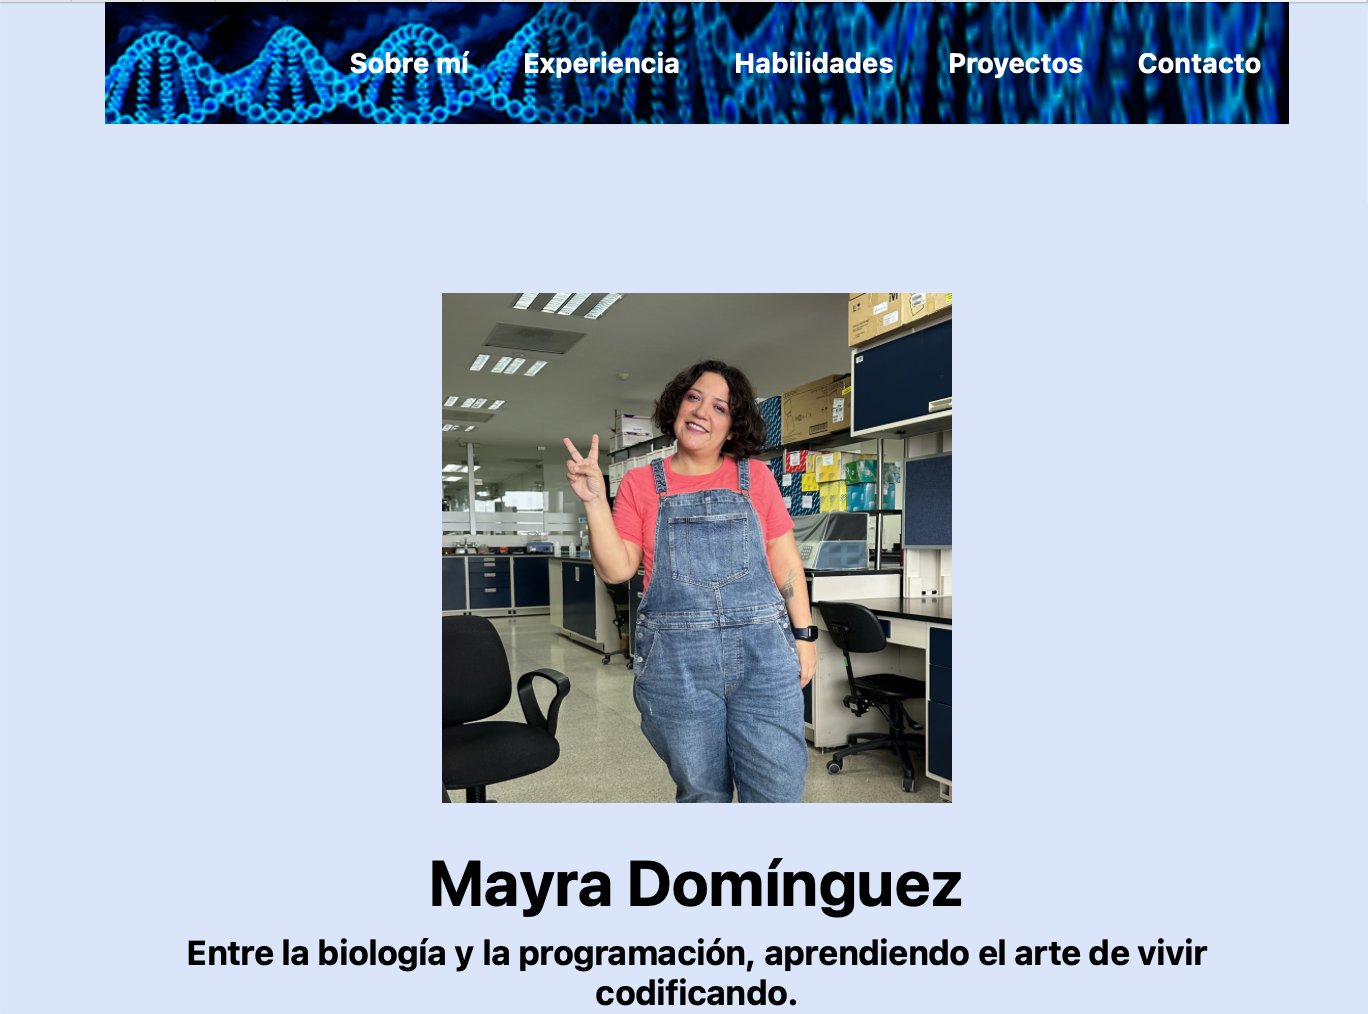 Sobre mí Experiencia Habilidades Proyectos Contacto
Mayra Domínguez
Entre la biología y la programación, aprendiendo el arte de vivir
codificando.